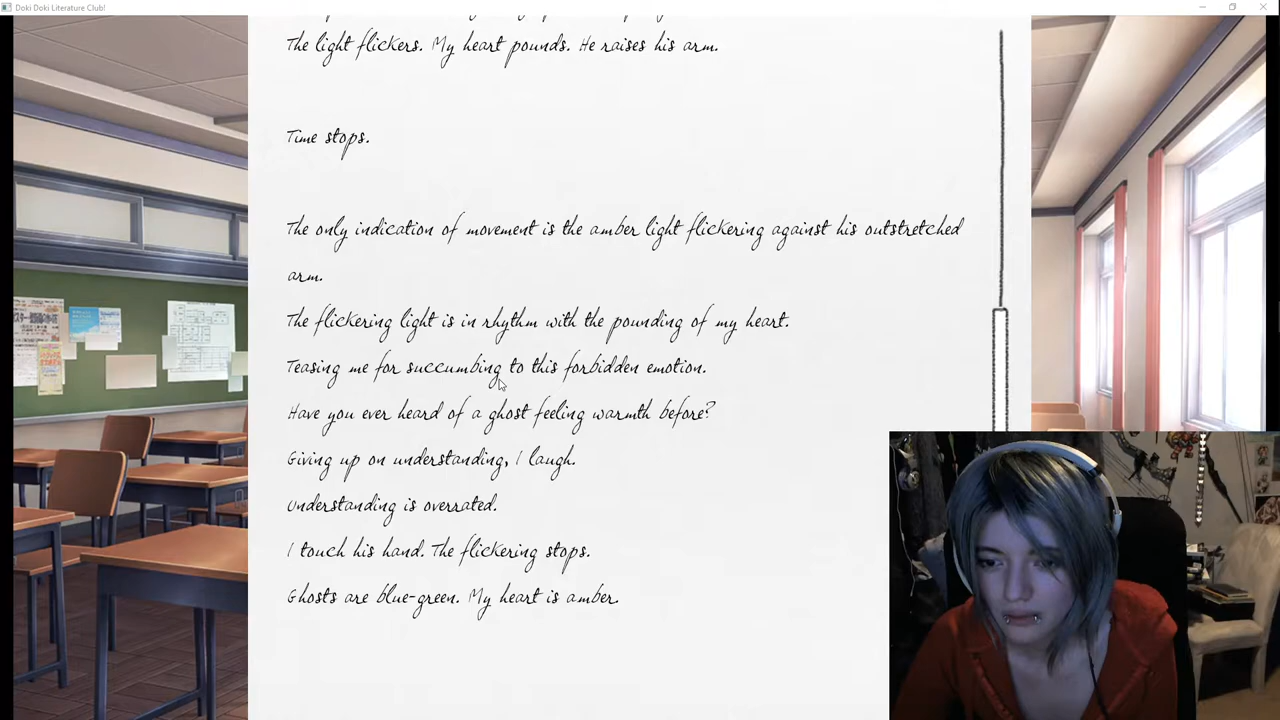 Doki Doki Literature Club!
The light flickers. My heart pounds. He raises his arm.
Time stops.
The only indication of movement is the amber light flickering against his outstretched
arm.
The flickering light is in rhythm with the pounding of my heart.
Teasing me for succumbing to this forbidden emotion.
Have you ever heard of a ghost feeling warmth before?
Giving up on understanding, I laugh.
Understanding is overrated.
I touch his hand. The flickering stops.
Ghosts are blue-green. My heart is amber.